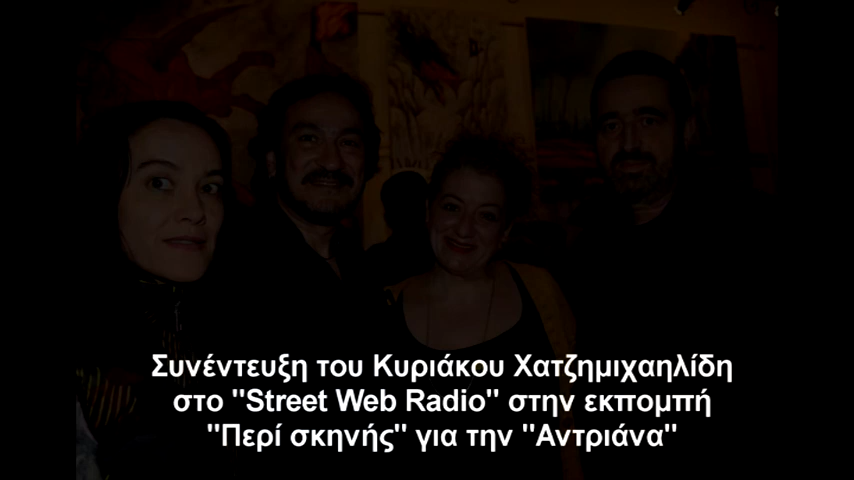 Συνέντευξη του Κυριάκου Χατζημιχαηλίδη
στο "Street Web Radio" στην εκπομπή
"Περί σκηνής" για την "Αντριάνα"